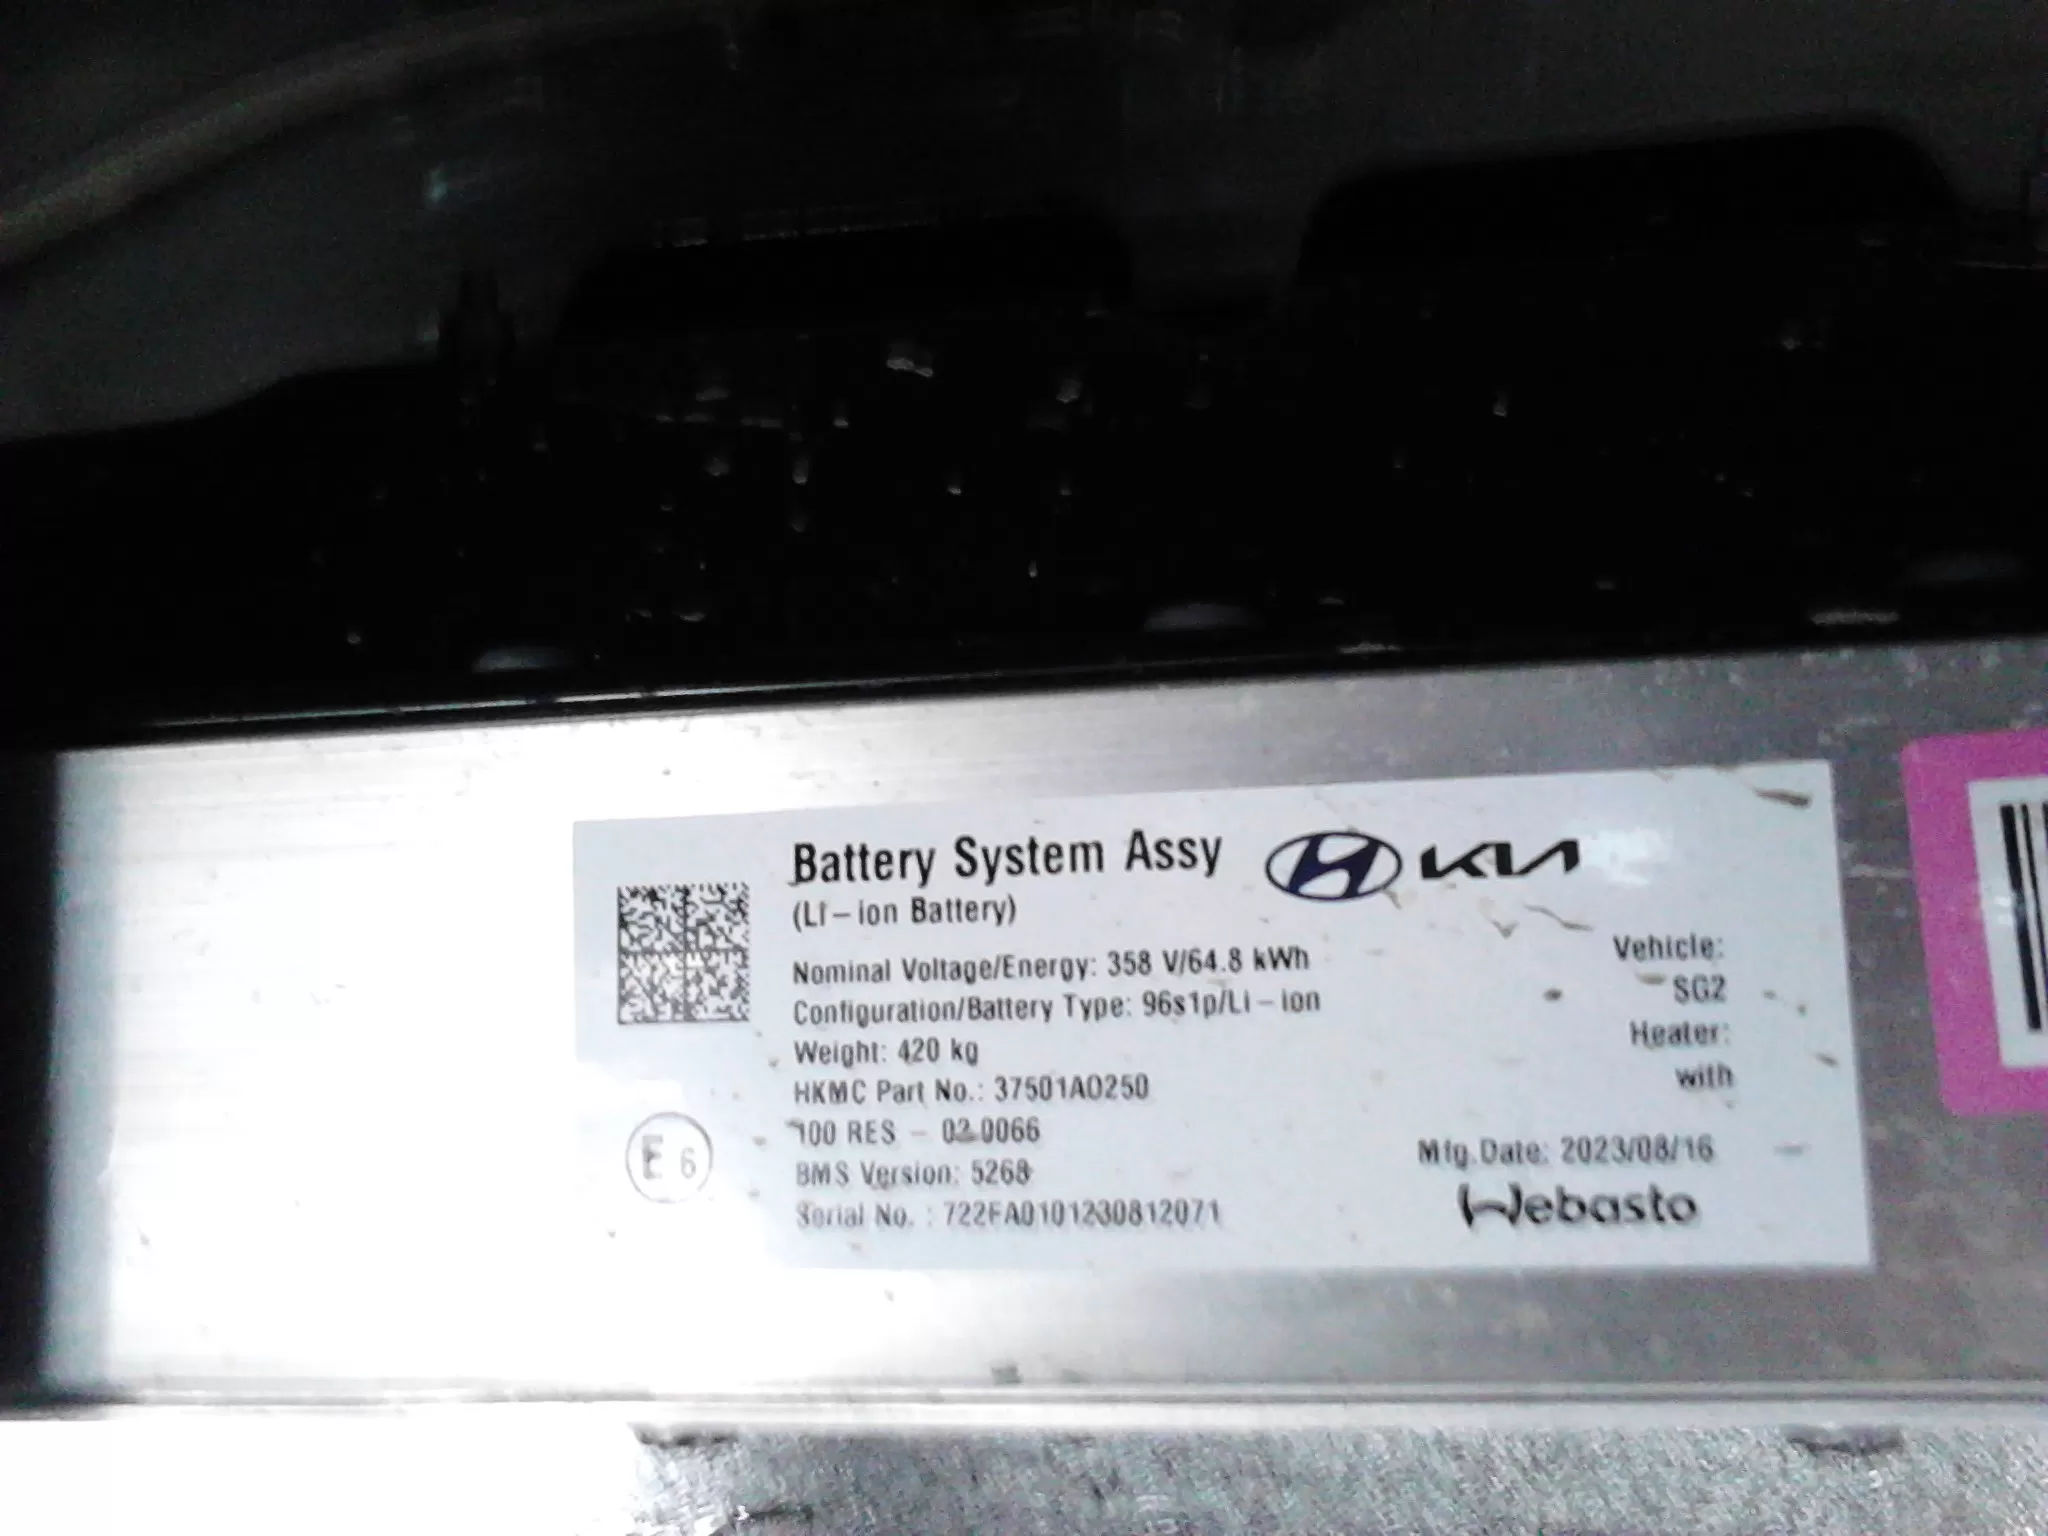 Battery System Assy
KIA
(Li-ion Battery)
Nominal Voltage/Energy: 358 V/64.8 kWh
Configuration/Battery Type: 96s1p/Li-ion
Weight: 420 kg
HKMC Part No.: 37501A0250
100 RES - 02 0066
BMS Version: 5268
Serial No. : 722FA0101230812071
E 6
Vehicle:
SG2
Heater:
with
Mfg.Date: 2023/08/16
Webasto